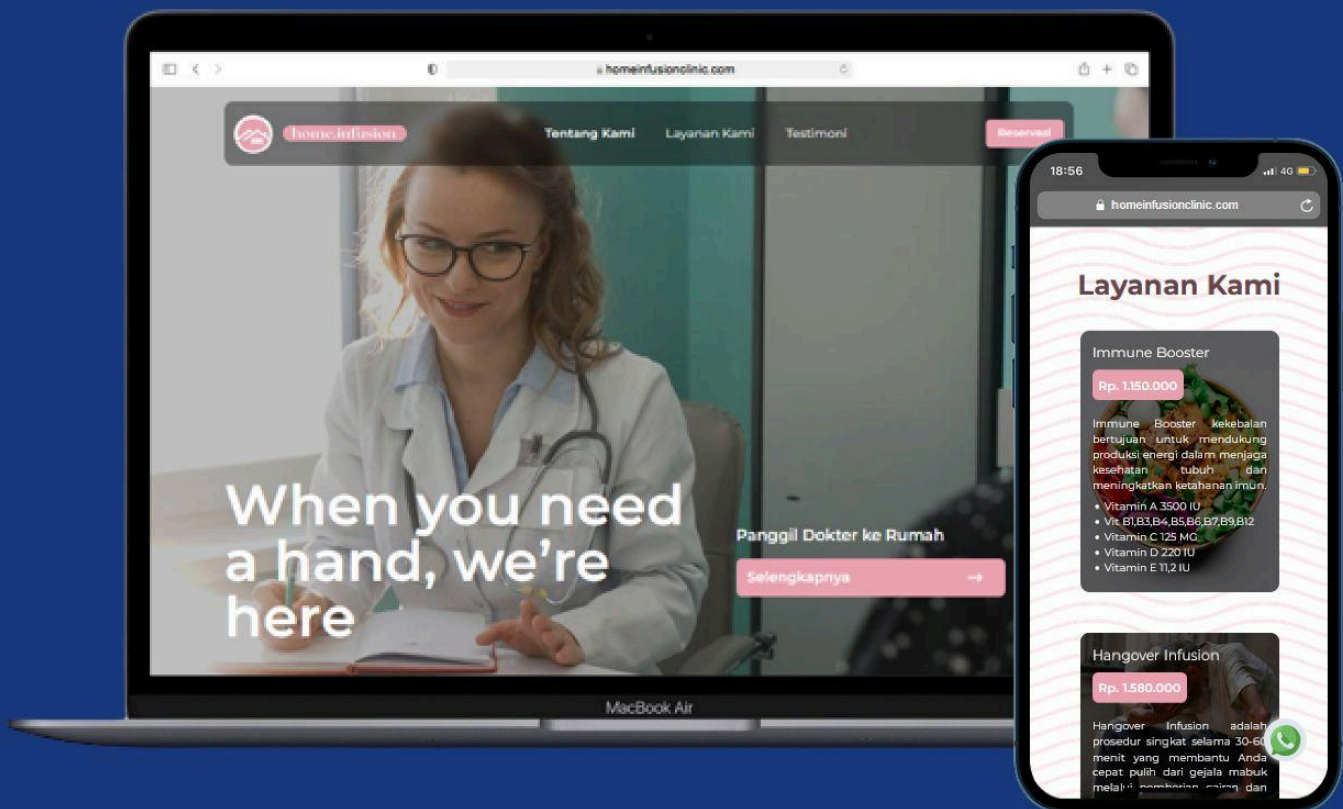 homeinfusionclinic.com
home.infusion
Tentang Kami
Layanan Kami
Testimoni
Reservasi
When you need
a hand, we’re
here
Panggil Dokter ke Rumah
Selengkapnya →
MacBook Air
18:56
4G
homeinfusionclinic.com
Layanan Kami
Immune Booster
Rp. 1.150.000
Immune Booster kekebalan
bertujuan untuk mendukung
produksi energi dalam menjaga
kesehatan tubuh dan
meningkatkan ketahanan imun.
• Vitamin A 3500 IU
• Vit B1,B3,B4,B5,B6,B7,B9,B12
• Vitamin C 125 MG
• Vitamin D 220 IU
• Vitamin E 11,2 IU
Hangover Infusion
Rp. 1.580.000
Hangover Infusion adalah
prosedur singkat selama 30-60
menit yang membantu Anda
cepat pulih dari gejala mabuk
melalui pemberian cairan dan